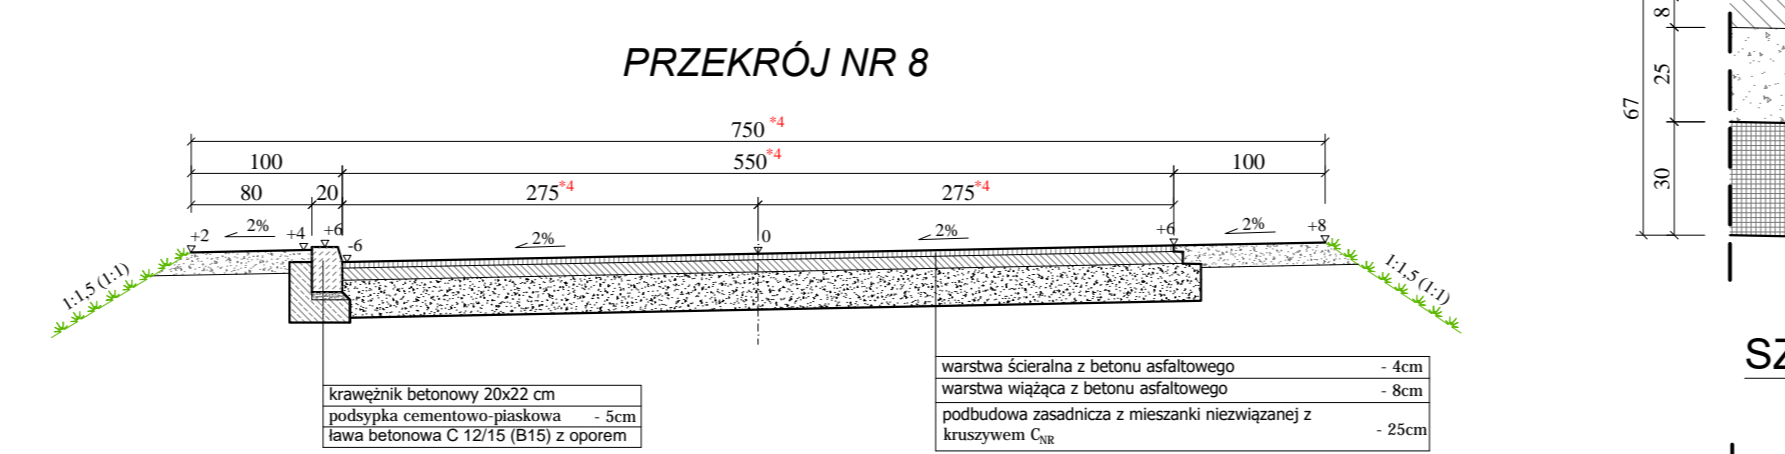 PRZEKRÓJ NR 8
750 *4
100 550*4 100
80 20 275*4 275*4
+2 2% +4 +6 -6 2% 0 2% +6 2% +8
1:1,5 (1:1) 1:1,5 (1:1)
krawężnik betonowy 20x22 cm
podsypka cementowo-piaskowa - 5cm
ława betonowa C 12/15 (B15) z oporem
warstwa ścieralna z betonu asfaltowego - 4cm
warstwa wiążąca z betonu asfaltowego - 8cm
podbudowa zasadnicza z mieszanki niezwiązanej z
kruszywem CNR - 25cm
8
25
67
30
SZ